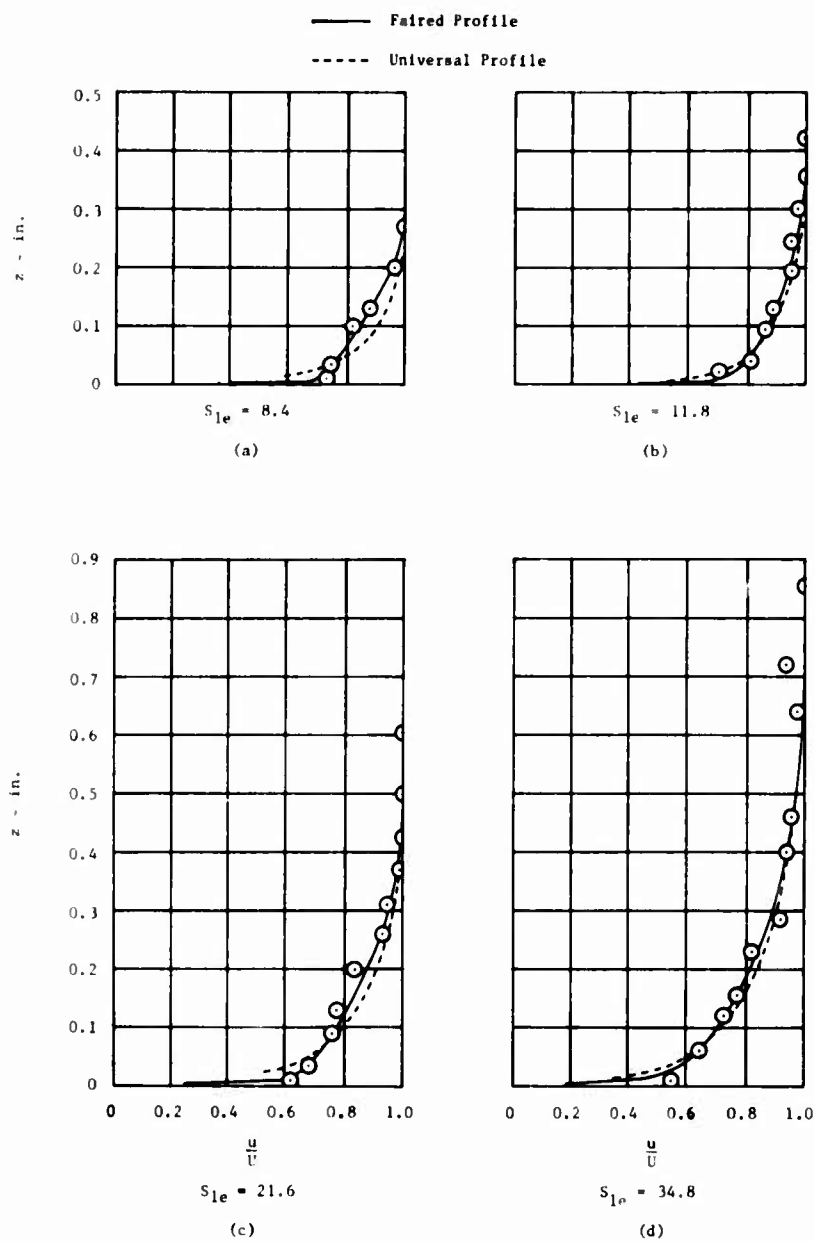 Faired Profile
Universal Profile
0.5
0.4
0.3
0.2
0.1
0
z - in.
S1e = 8.4
S1e = 11.8
(a)
(b)
0.9
0.8
0.7
0.6
0.5
0.4
0.3
0.2
0.1
0
z - in.
0 0.2 0.4 0.6 0.8 1.0
0 0.2 0.4 0.6 0.8 1.0
u
U
u
U
S1e = 21.6
S1e = 34.8
(c)
(d)